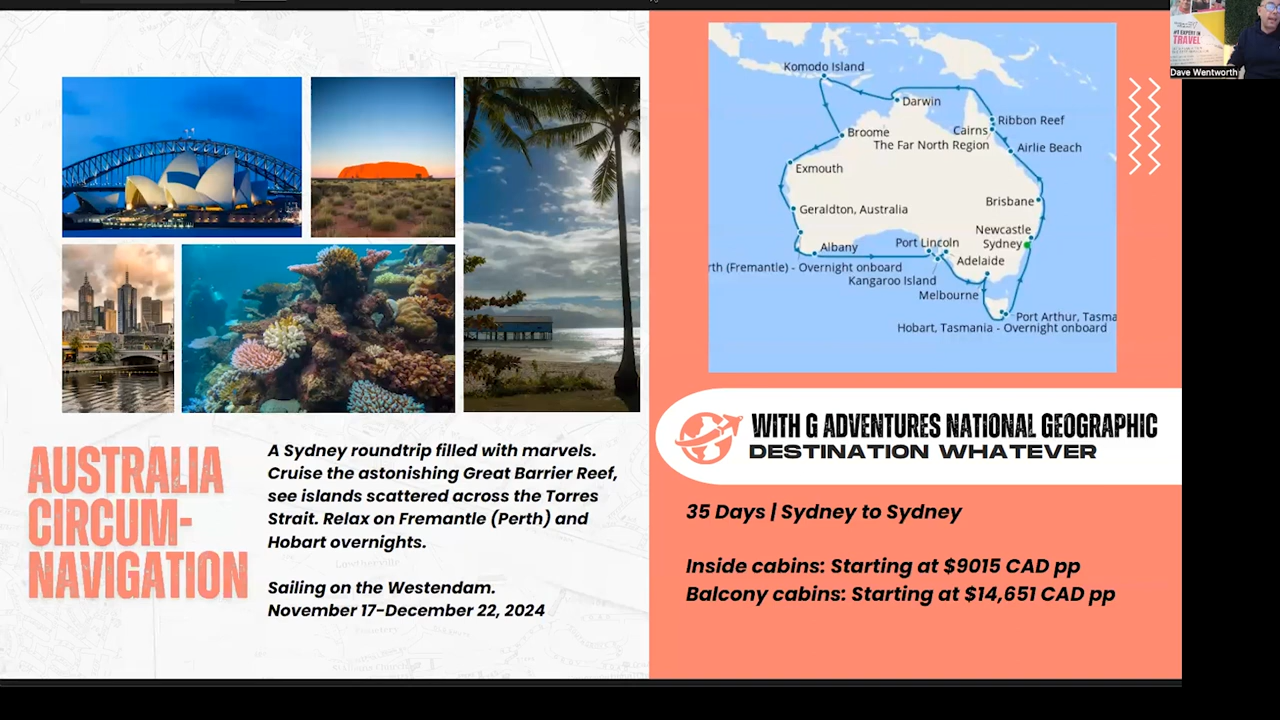 AUSTRALIA
CIRCUM-
NAVIGATION
A Sydney roundtrip filled with marvels.
Cruise the astonishing Great Barrier Reef,
see islands scattered across the Torres
Strait. Relax on Fremantle (Perth) and
Hobart overnights.
Sailing on the Westendam.
November 17-December 22, 2024
Komodo Island
Darwin
Ribbon Reef
Broome
Cairns
The Far North Region
Airlie Beach
Exmouth
Brisbane
Geraldton, Australia
Newcastle
Sydney
Albany
Port Lincoln
Adelaide
rth (Fremantle) - Overnight onboard
Kangaroo Island
Melbourne
Port Arthur, Tasma
Hobart, Tasmania - Overnight onboard
WITH G ADVENTURES NATIONAL GEOGRAPHIC
DESTINATION WHATEVER
35 Days | Sydney to Sydney
Inside cabins: Starting at $9015 CAD pp
Balcony cabins: Starting at $14,651 CAD pp
TRAVEL
Dave Wentworth